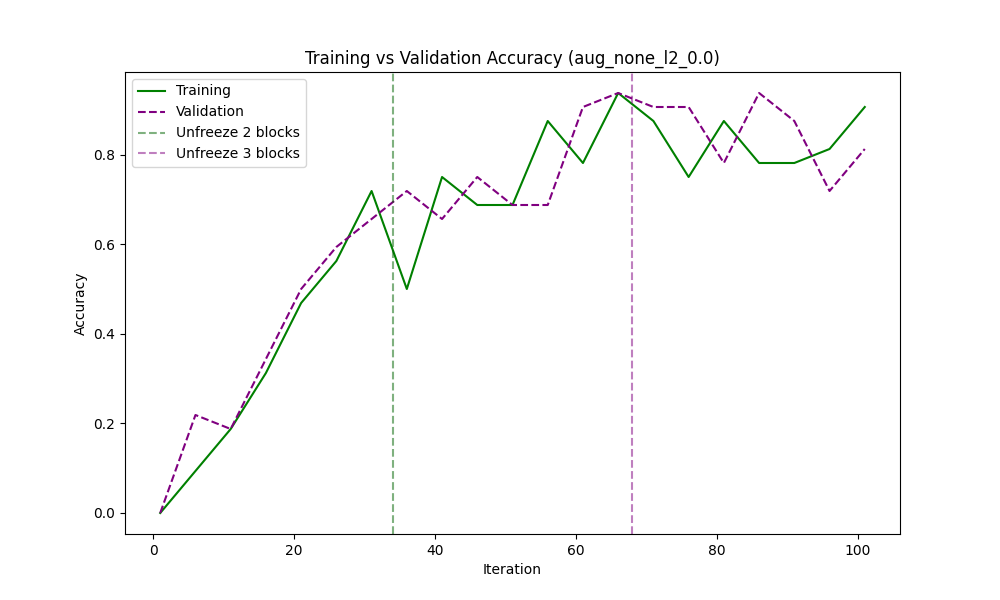 Training vs Validation Accuracy (aug_none_l2_0.0)
Training
Validation
Unfreeze 2 blocks
Unfreeze 3 blocks
0.8
0.6
0.4
0.2
0.0
Accuracy
0 20 40 60 80 100
Iteration